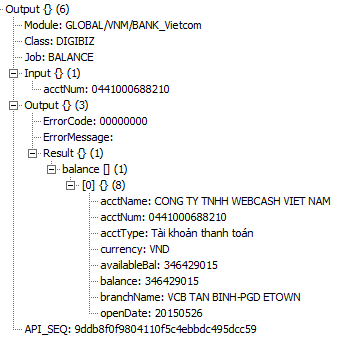 Output {} (6)
Module: GLOBAL/VNM/BANK_Vietcom
Class: DIGIBIZ
Job: BALANCE
Input {} (1)
acctNum: 0441000688210
Output {} (3)
ErrorCode: 00000000
ErrorMessage:
Result {} (1)
balance [] (1)
[0] {} (8)
acctName: CONG TY TNHH WEBCASH VIET NAM
acctNum: 0441000688210
acctType: Tài khoản thanh toán
currency: VND
availableBal: 346429015
balance: 346429015
branchName: VCB TAN BINH-PGD ETOWN
openDate: 20150526
API_SEQ: 9ddb8f0f9804110f5c4ebbdc495dcc59